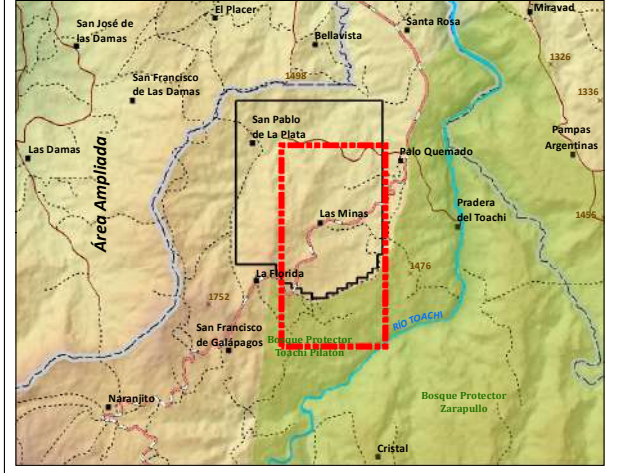 El Placer
Miravad
San José de
las Damas
Santa Rosa
Bellavista
1326
1498
San Francisco
de Las Damas
1336
San Pablo
de La Plata
Pampas
Argentinas
Las Damas
Palo Quemado
Área Ampliada
Las Minas
Pradera
del Toachi
1476
La Florida
1752
RÍO TOACHI
San Francisco
de Galápagos
Bosque Protector
Toachi Pilatón
Naranjito
Bosque Protector
Zarapullo
Cristal